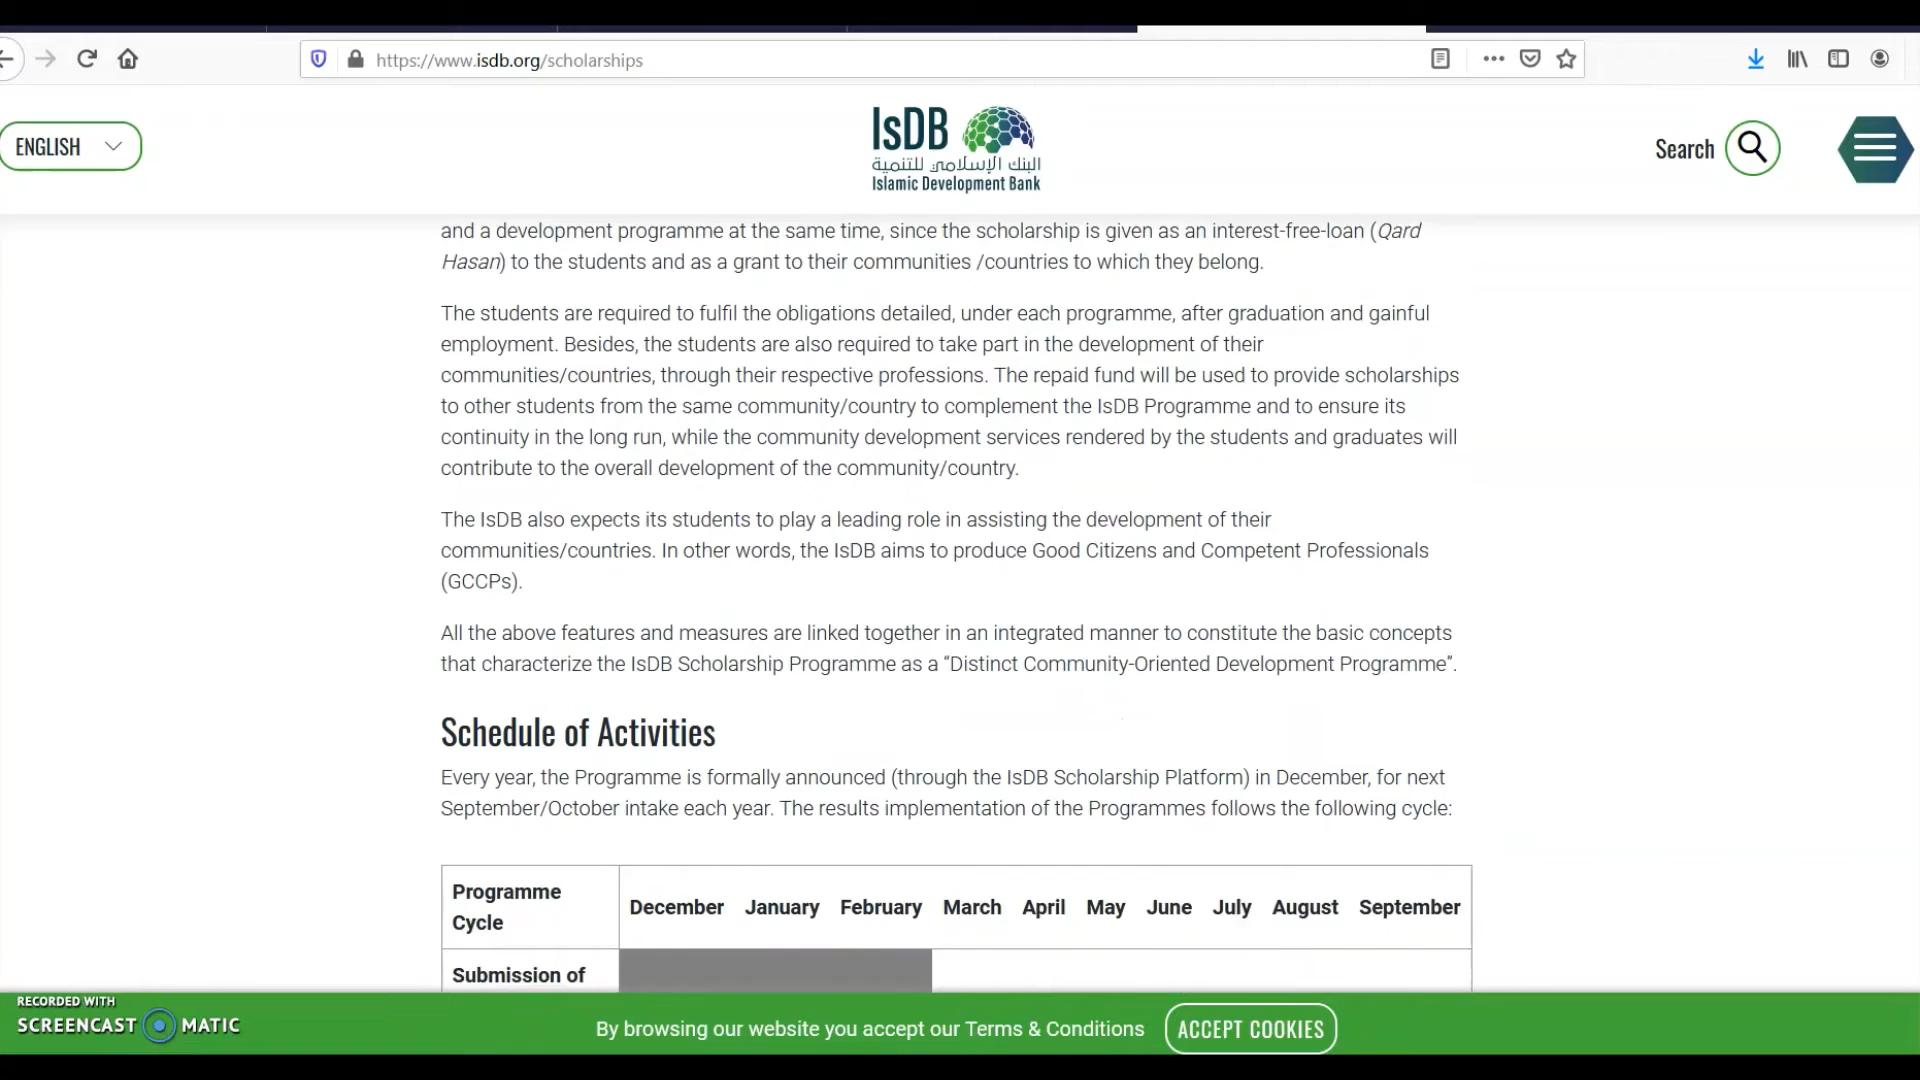 https://www.isdb.org/scholarships
ENGLISH
IsDB
البنك الإسلامي للتنمية
Islamic Development Bank
Search
and a development programme at the same time, since the scholarship is given as an interest-free-loan (Qard
Hasan) to the students and as a grant to their communities /countries to which they belong.
The students are required to fulfil the obligations detailed, under each programme, after graduation and gainful
employment. Besides, the students are also required to take part in the development of their
communities/countries, through their respective professions. The repaid fund will be used to provide scholarships
to other students from the same community/country to complement the IsDB Programme and to ensure its
continuity in the long run, while the community development services rendered by the students and graduates will
contribute to the overall development of the community/country.
The IsDB also expects its students to play a leading role in assisting the development of their
communities/countries. In other words, the IsDB aims to produce Good Citizens and Competent Professionals
(GCCPs).
All the above features and measures are linked together in an integrated manner to constitute the basic concepts
that characterize the IsDB Scholarship Programme as a “Distinct Community-Oriented Development Programme”.
Schedule of Activities
Every year, the Programme is formally announced (through the IsDB Scholarship Platform) in December, for next
September/October intake each year. The results implementation of the Programmes follows the following cycle:
Programme
Cycle
December January February March April May June July August September
Submission of
RECORDED WITH
SCREENCAST MATIC
By browsing our website you accept our Terms & Conditions
ACCEPT COOKIES